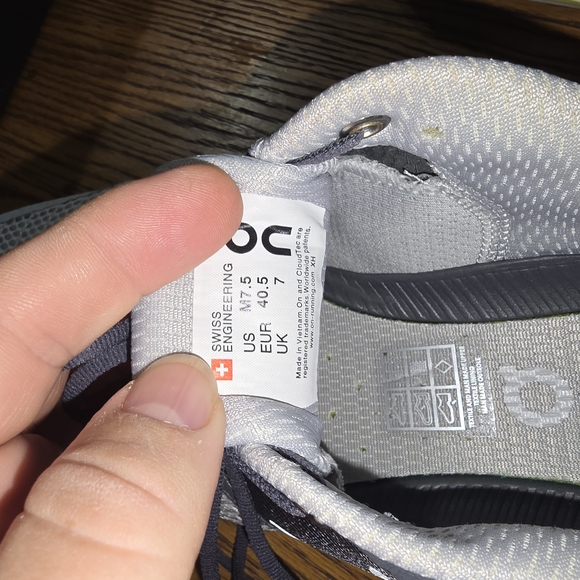 on
SWISS
ENGINEERING
US M7.5
EUR 40.5
UK 7
Made in Vietnam. On and CloudTec are
registered trademarks. Worldwide patents.
www.on-running.com XH